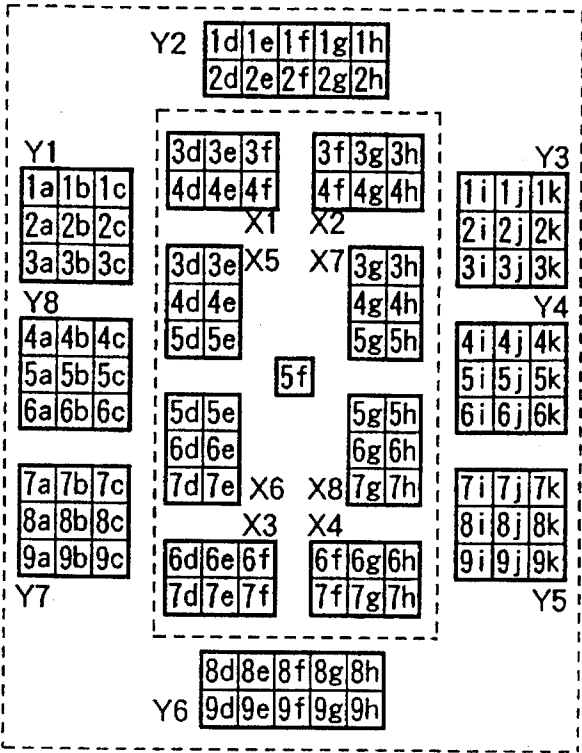 Y2 1d 1e 1f 1g 1h
2d 2e 2f 2g 2h
Y1
1a 1b 1c
2a 2b 2c
3a 3b 3c
Y8
4a 4b 4c
5a 5b 5c
6a 6b 6c
7a 7b 7c
8a 8b 8c
9a 9b 9c
Y7
3d 3e 3f
4d 4e 4f
X1
3f 3g 3h
4f 4g 4h
X2
3d 3e X5
4d 4e
5d 5e
X7 3g 3h
4g 4h
5g 5h
5f
5d 5e
6d 6e
7d 7e X6
5g 5h
6g 6h
X8 7g 7h
X3
6d 6e 6f
7d 7e 7f
X4
6f 6g 6h
7f 7g 7h
Y3
1i 1j 1k
2i 2j 2k
3i 3j 3k
Y4
4i 4j 4k
5i 5j 5k
6i 6j 6k
7i 7j 7k
8i 8j 8k
9i 9j 9k
Y5
8d 8e 8f 8g 8h
Y6 9d 9e 9f 9g 9h